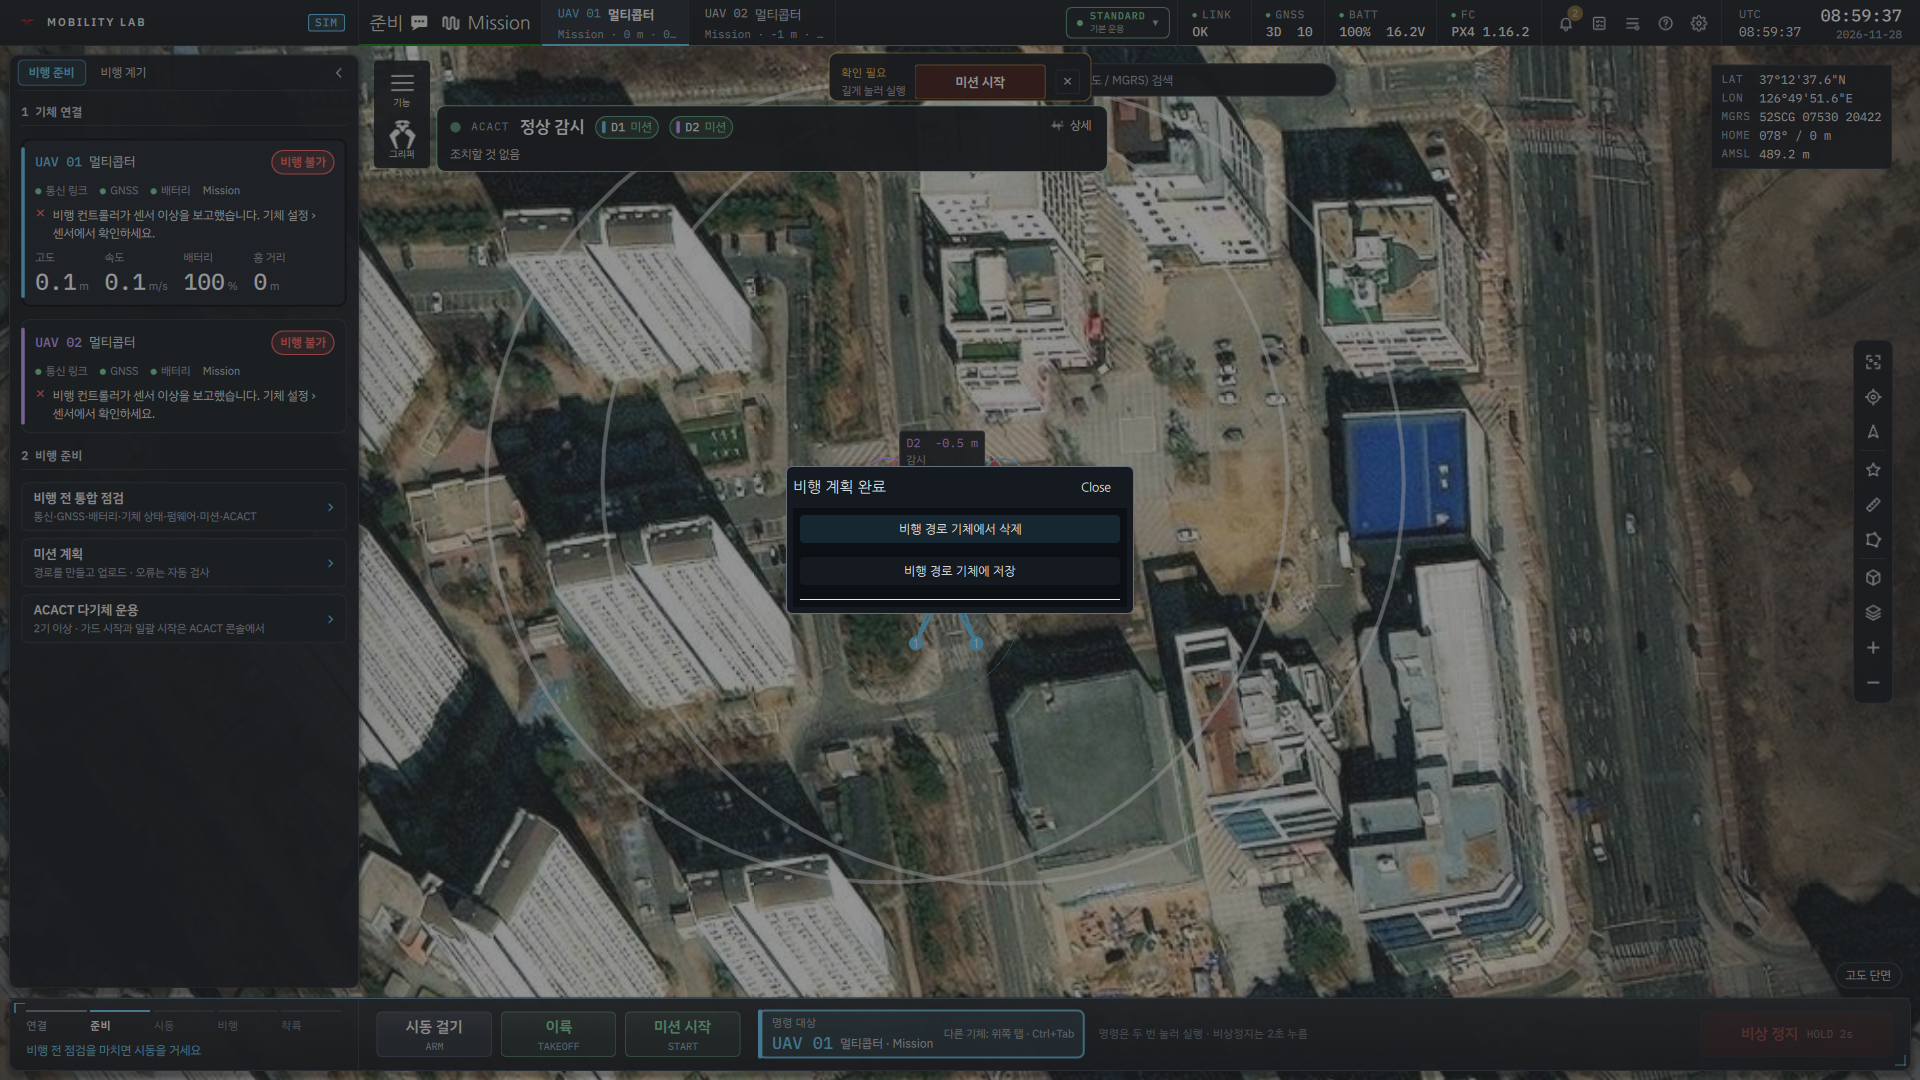 MOBILITY LAB
SIM
준비
Mission
UAV 01 멀티콥터
Mission · 0 m · 0…
UAV 02 멀티콥터
Mission · -1 m · …
STANDARD
기본 운용
LINK
OK
GNSS
3D 10
BATT
100% 16.2V
FC
PX4 1.16.2
2
UTC
08:59:37
08:59:37
2026-11-28
비행 준비
비행 계기
1 기체 연결
UAV 01 멀티콥터
비행 불가
통신 링크 GNSS 배터리 Mission
비행 컨트롤러가 센서 이상을 보고했습니다. 기체 설정 ›
센서에서 확인하세요.
고도 속도 배터리 홈 거리
0.1 m 0.1 m/s 100 % 0 m
UAV 02 멀티콥터
비행 불가
통신 링크 GNSS 배터리 Mission
비행 컨트롤러가 센서 이상을 보고했습니다. 기체 설정 ›
센서에서 확인하세요.
2 비행 준비
비행 전 통합 점검
통신·GNSS·배터리·기체 상태·펌웨어·미션·ACACT
미션 계획
경로를 만들고 업로드 · 오류는 자동 검사
ACACT 다기체 운용
2기 이상 · 가드 시작과 일괄 시작은 ACACT 콘솔에서
기능
그리퍼
확인 필요
길게 눌러 실행
미션 시작
도 / MGRS) 검색
ACACT 정상 감시 D1 미션 D2 미션
상세
조치할 것 없음
LAT 37°12'37.6"N
LON 126°49'51.6"E
MGRS 52SCG 07530 20422
HOME 078° / 0 m
AMSL 489.2 m
D2 -0.5 m
감시
비행 계획 완료
Close
비행 경로 기체에서 삭제
비행 경로 기체에 저장
1
1
고도 단면
연결 준비 시동 비행 착륙
비행 전 점검을 마치면 시동을 거세요
시동 걸기
ARM
이륙
TAKEOFF
미션 시작
START
명령 대상
UAV 01 멀티콥터 · Mission
다른 기체: 위쪽 탭 · Ctrl+Tab
명령은 두 번 눌러 실행 · 비상정지는 2초 누름
비상 정지 HOLD 2s